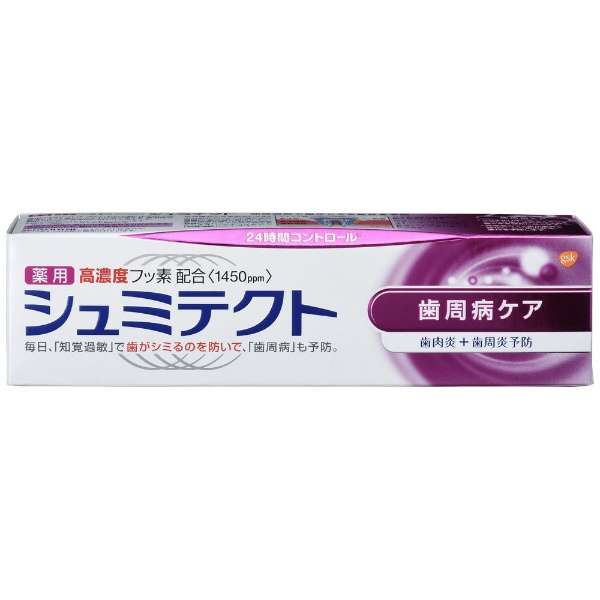 24時間コントロール
薬用 高濃度フッ素 配合〈1450ppm〉
シュミテクト
毎日、「知覚過敏」で歯がシミるのを防いで、「歯周病」も予防。
gsk
歯周病ケア
歯肉炎＋歯周炎予防